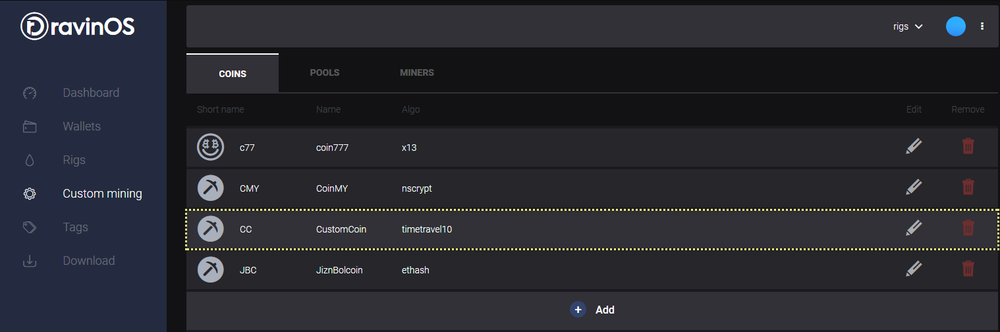 DravinOS
rigs
COINS POOLS MINERS
Dashboard
Wallets
Rigs
Custom mining
Tags
Download
Short name Name Algo Edit Remove
c77 coin777 x13
CMY CoinMY nscrypt
CC CustomCoin timetravel10
JBC JiznBolcoin ethash
+ Add